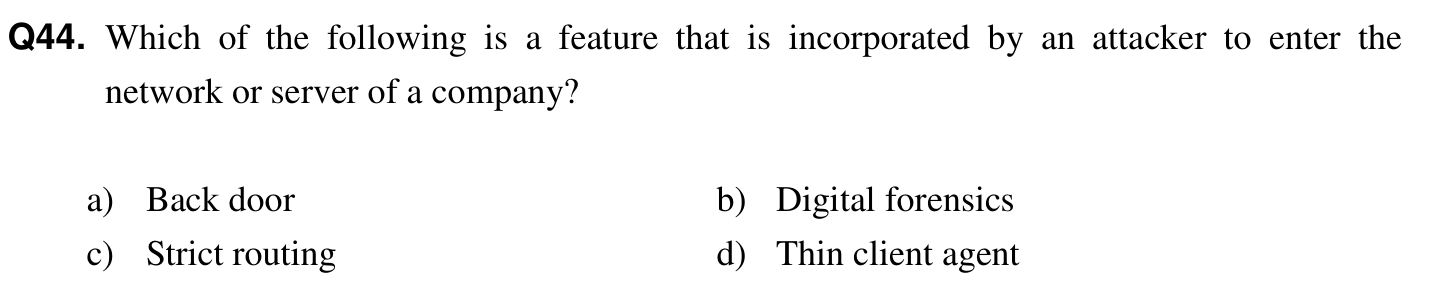 Q44. Which of the following is a feature that is incorporated by an attacker to enter the
network or server of a company?
a) Back door b) Digital forensics
c) Strict routing d) Thin client agent